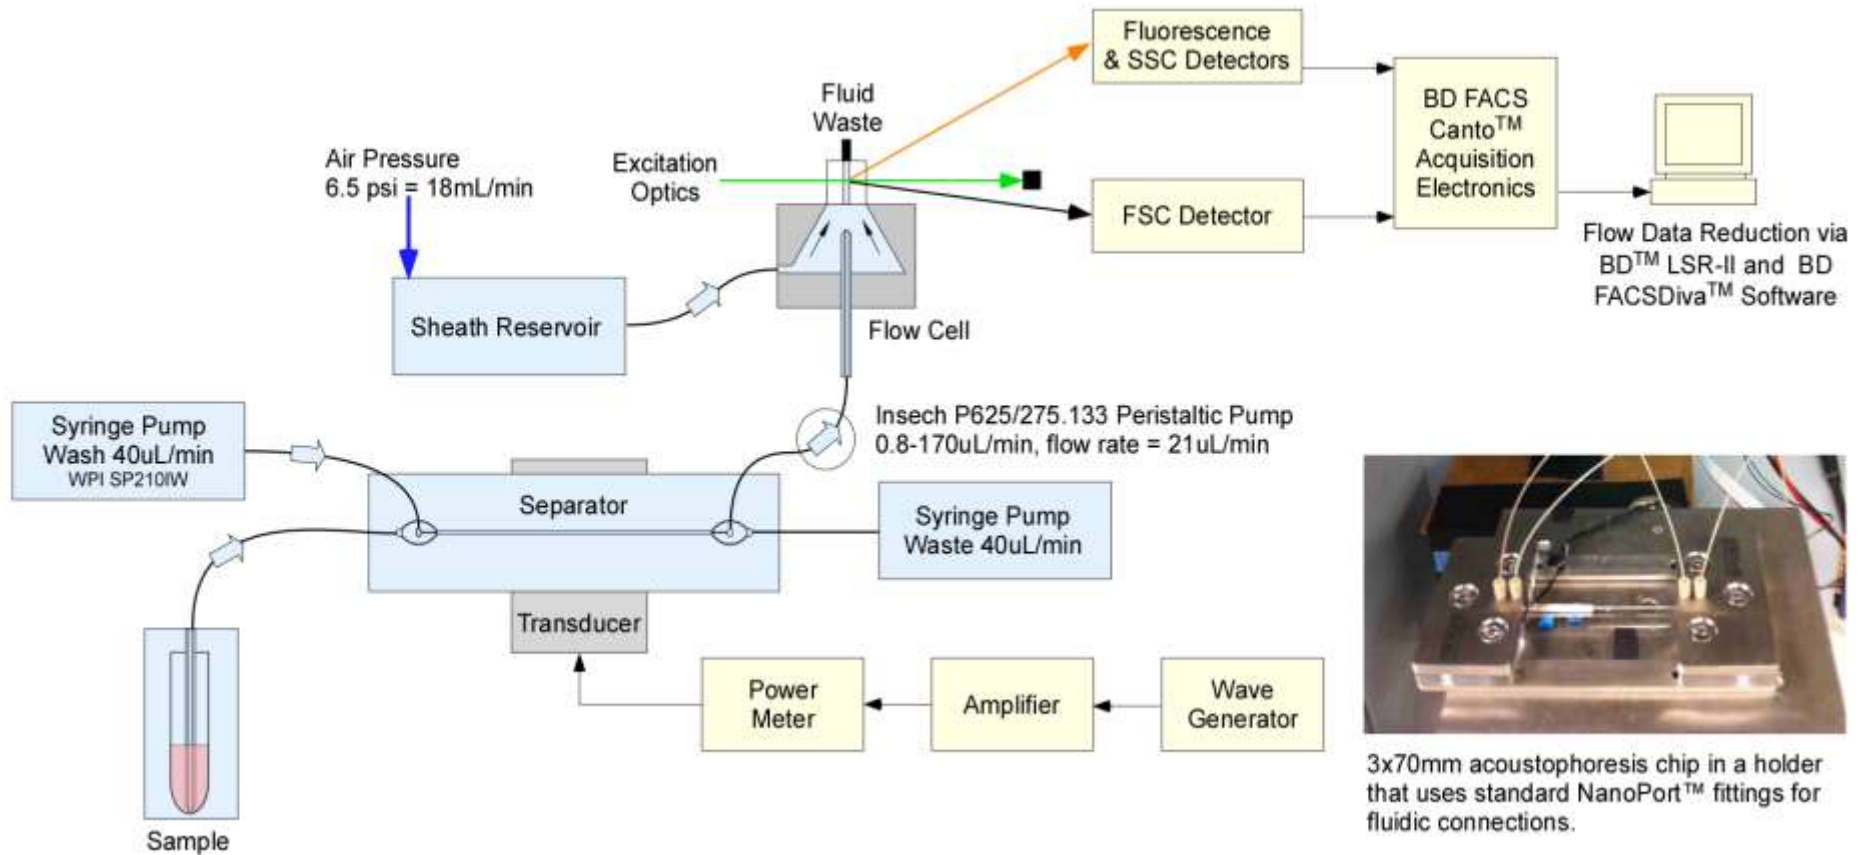 Fluorescence
& SSC Detectors
Fluid
Waste
BD FACS
Canto™
Acquisition
Electronics
Air Pressure
6.5 psi = 18mL/min
Excitation
Optics
FSC Detector
Flow Data Reduction via
BD™ LSR-II and BD
FACSDiva™ Software
Sheath Reservoir
Flow Cell
Syringe Pump
Wash 40uL/min
WPI SP210IW
Insech P625/275.133 Peristaltic Pump
0.8-170uL/min, flow rate = 21uL/min
Separator
Syringe Pump
Waste 40uL/min
Transducer
Power
Meter
Amplifier
Wave
Generator
Sample
3x70mm acoustophoresis chip in a holder
that uses standard NanoPort™ fittings for
fluidic connections.